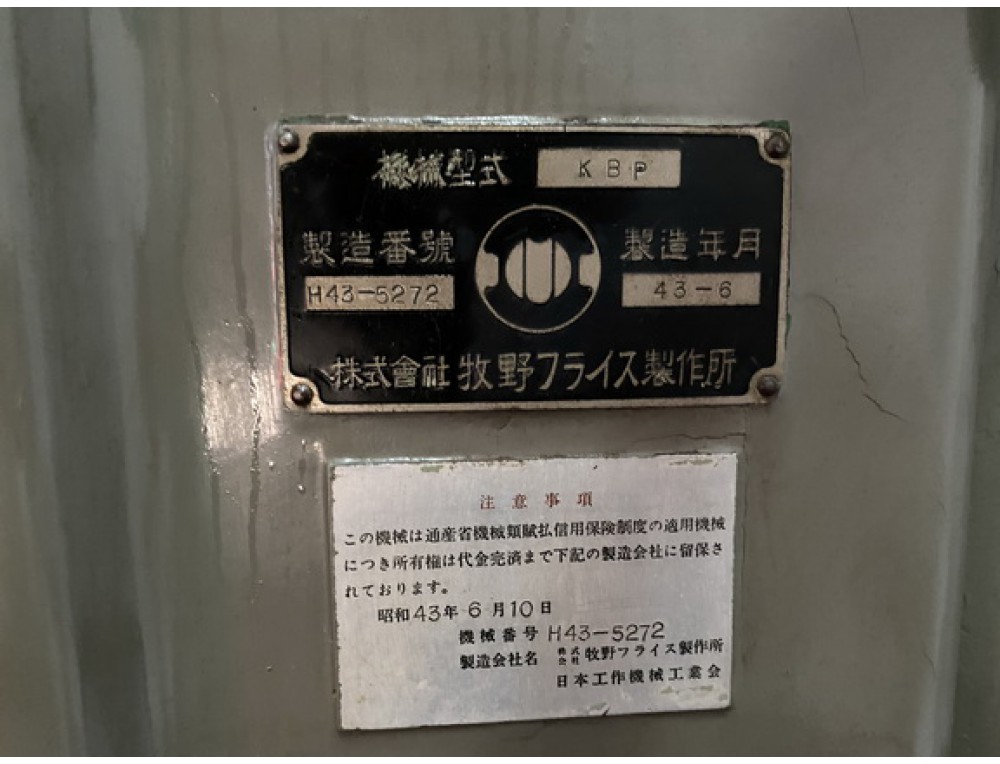 機械型式 KBP
製造番號 製造年月
H43-5272 43-6
株式會社 牧野フライス製作所
注意事項
この機械は通産省機械類賦払信用保険制度の適用機械
につき所有権は代金完済まで下記の製造会社に留保さ
れております。
昭和43年6月10日
機械番号 H43-5272
製造会社名 株式会社 牧野フライス製作所
日本工作機械工業会